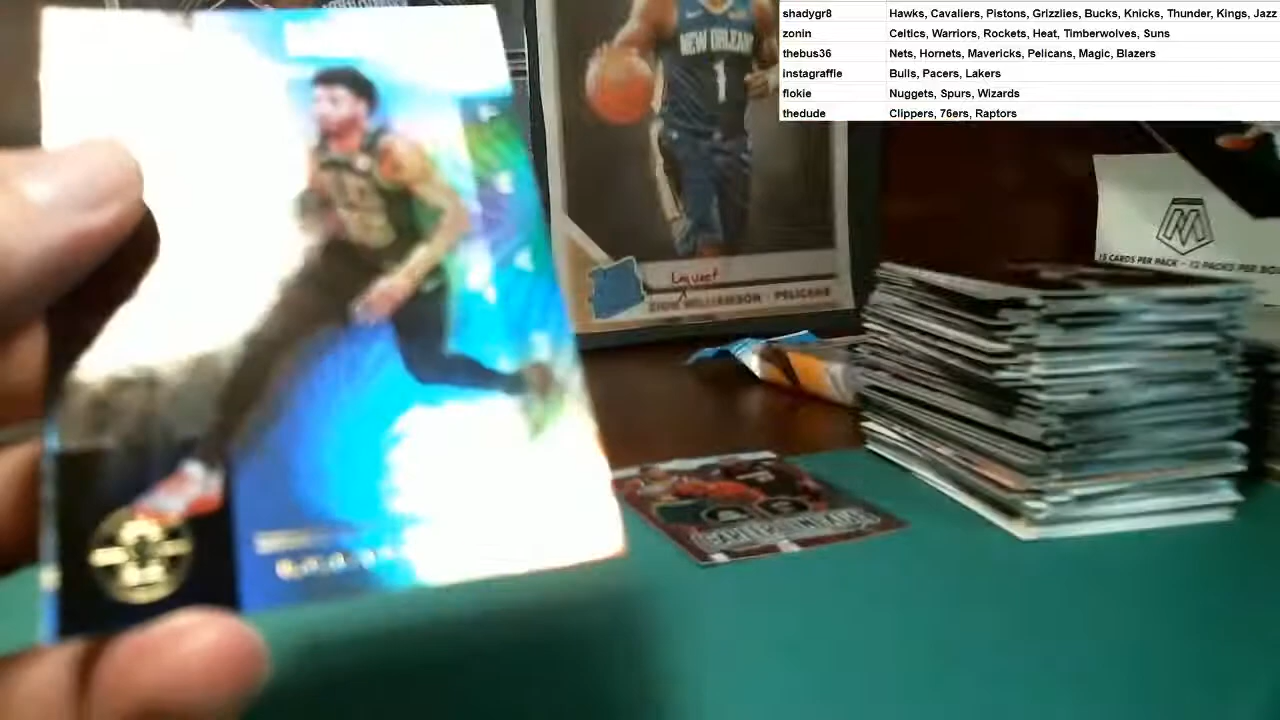 shadygr8 Hawks, Cavaliers, Pistons, Grizzlies, Bucks, Knicks, Thunder, Kings, Jazz
zonin Celtics, Warriors, Rockets, Heat, Timberwolves, Suns
thebus36 Nets, Hornets, Mavericks, Pelicans, Magic, Blazers
instagraffle Bulls, Pacers, Lakers
flokie Nuggets, Spurs, Wizards
thedude Clippers, 76ers, Raptors
NEW ORLEANS
1
ZION WILLIAMSON - PELICANS
15 CARDS PER PACK - 12 PACKS PER BO